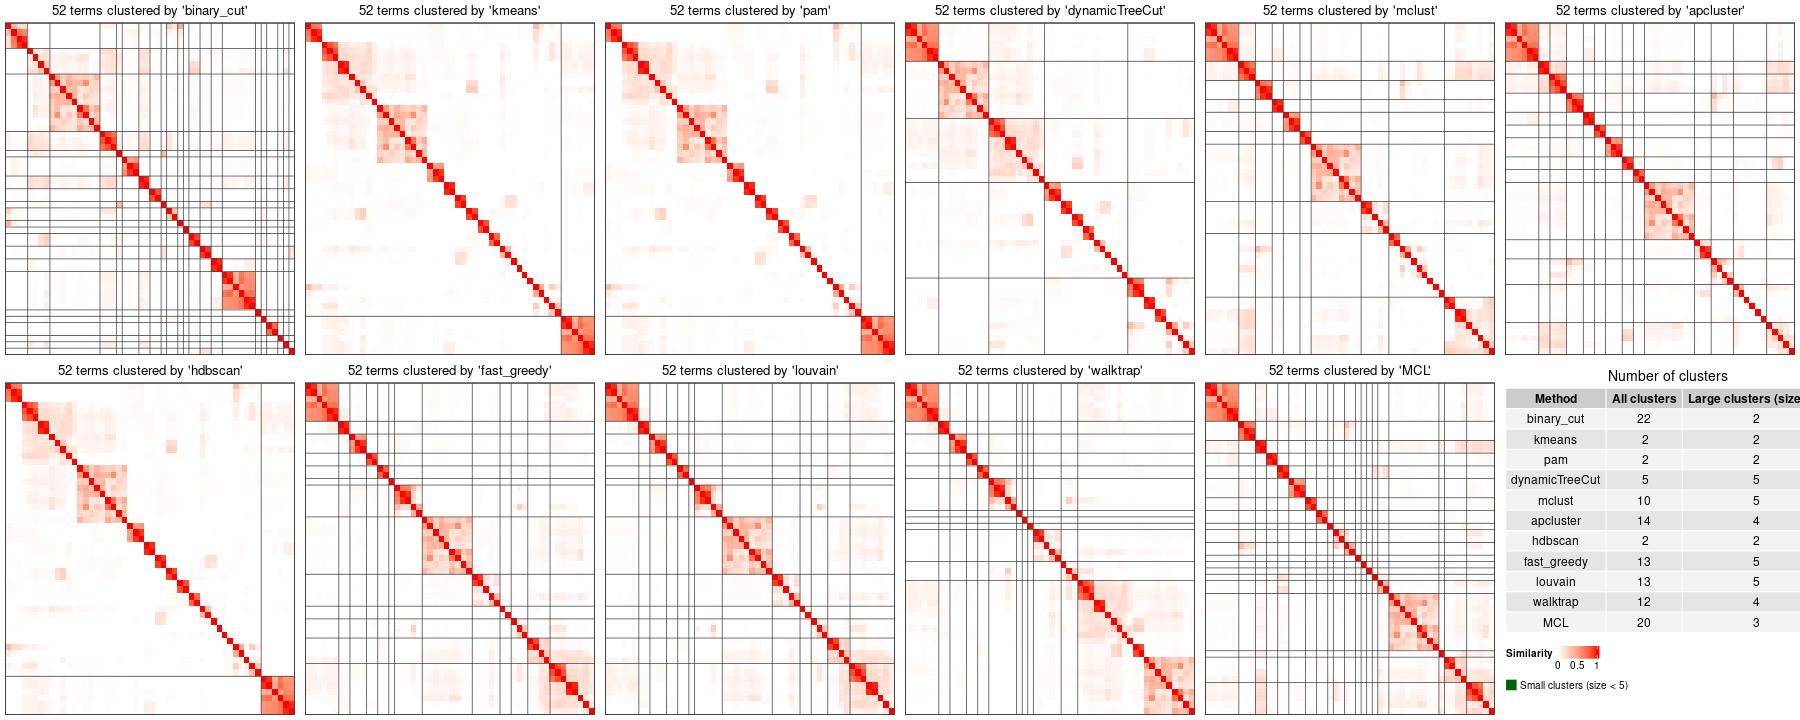 52 terms clustered by 'binary_cut'
52 terms clustered by 'kmeans'
52 terms clustered by 'pam'
52 terms clustered by 'dynamicTreeCut'
52 terms clustered by 'mclust'
52 terms clustered by 'apcluster'
52 terms clustered by 'hdbscan'
52 terms clustered by 'fast_greedy'
52 terms clustered by 'louvain'
52 terms clustered by 'walktrap'
52 terms clustered by 'MCL'
Number of clusters
Method All clusters Large clusters (size
binary_cut 22 2
kmeans 2 2
pam 2 2
dynamicTreeCut 5 5
mclust 10 5
apcluster 14 4
hdbscan 2 2
fast_greedy 13 5
louvain 13 5
walktrap 12 4
MCL 20 3
Similarity
0 0.5 1
Small clusters (size < 5)